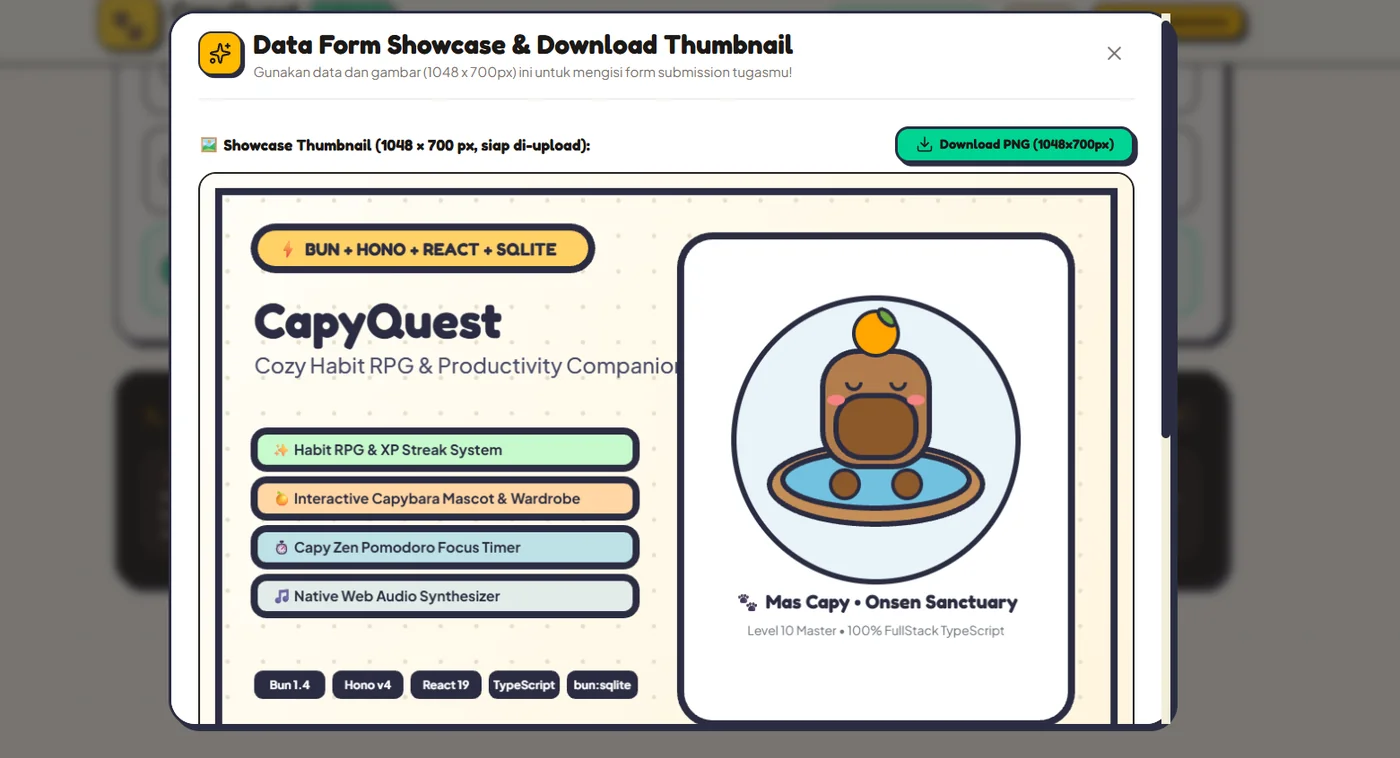 Data Form Showcase & Download Thumbnail
Gunakan data dan gambar (1048 x 700px) ini untuk mengisi form submission tugasmu!
🖼️ Showcase Thumbnail (1048 × 700 px, siap di-upload):
Download PNG (1048x700px)
⚡ BUN + HONO + REACT + SQLITE
CapyQuest
Cozy Habit RPG & Productivity Companion
✨ Habit RPG & XP Streak System
🍊 Interactive Capybara Mascot & Wardrobe
⏱️ Capy Zen Pomodoro Focus Timer
🎵 Native Web Audio Synthesizer
Bun 1.4
Hono v4
React 19
TypeScript
bun:sqlite
🐾 Mas Capy • Onsen Sanctuary
Level 10 Master • 100% FullStack TypeScript